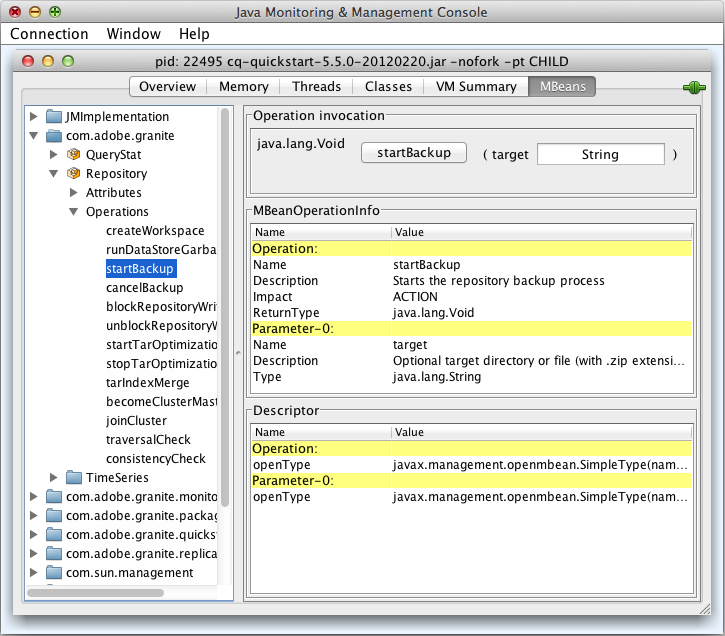 Java Monitoring & Management Console
Connection Window Help
pid: 22495 cq-quickstart-5.5.0-20120220.jar -nofork -pt CHILD
Overview Memory Threads Classes VM Summary MBeans
JMImplementation
com.adobe.granite
QueryStat
Repository
Attributes
Operations
createWorkspace
runDataStoreGarba
startBackup
cancelBackup
blockRepositoryWri
unblockRepositoryW
startTarOptimizatio
stopTarOptimizatio
tarIndexMerge
becomeClusterMast
joinCluster
traversalCheck
consistencyCheck
TimeSeries
com.adobe.granite.monito
com.adobe.granite.packag
com.adobe.granite.quickst
com.adobe.granite.replica
com.sun.management
Operation invocation
java.lang.Void startBackup ( target String )
MBeanOperationInfo
Name Value
Operation:
Name startBackup
Description Starts the repository backup process
Impact ACTION
ReturnType java.lang.Void
Parameter-0:
Name target
Description Optional target directory or file (with .zip extensi...
Type java.lang.String
Descriptor
Name Value
Operation:
openType javax.management.openmbean.SimpleType(nam...
Parameter-0:
openType javax.management.openmbean.SimpleType(nam...